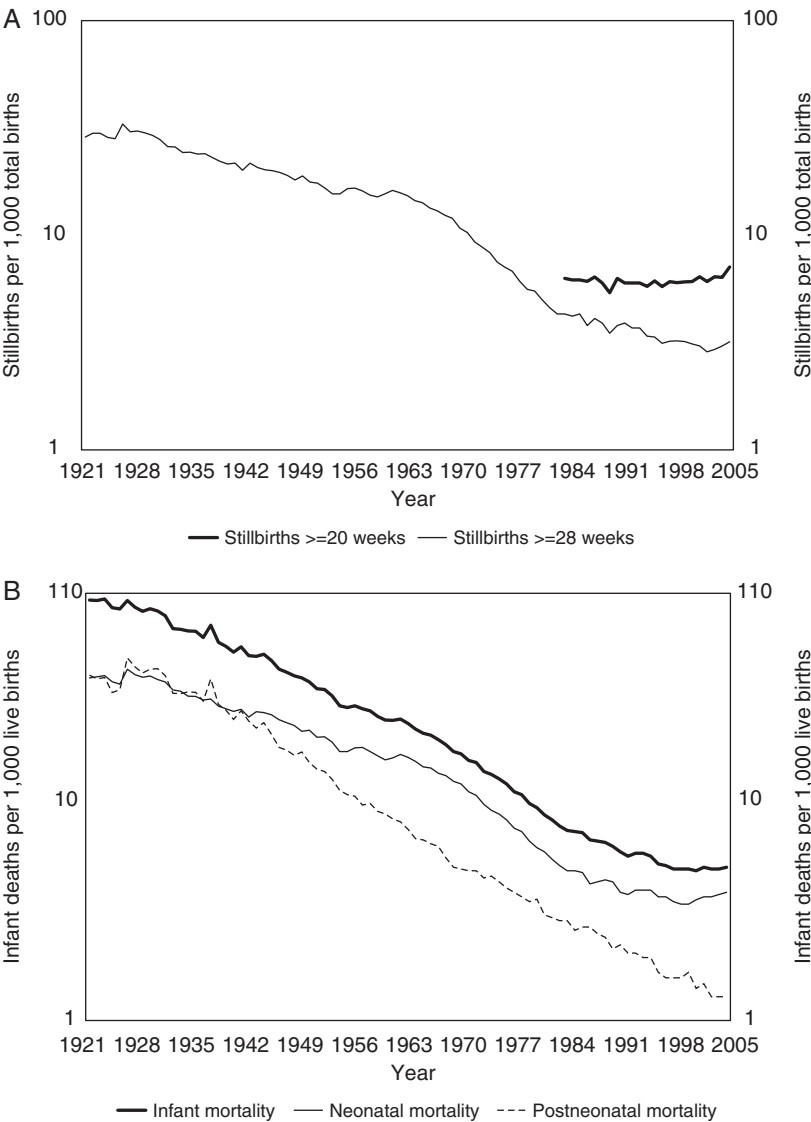 A
100
100
Stillbirths per 1,000 total births
10
10
Stillbirths per 1,000 total births
1
1
1921 1928 1935 1942 1949 1956 1963 1970 1977 1984 1991 1998 2005
Year
Stillbirths >=20 weeks Stillbirths >=28 weeks
B
110
110
Infant deaths per 1,000 live births
10
10
Infant deaths per 1,000 live births
1
1
1921 1928 1935 1942 1949 1956 1963 1970 1977 1984 1991 1998 2005
Year
Infant mortality Neonatal mortality Postneonatal mortality